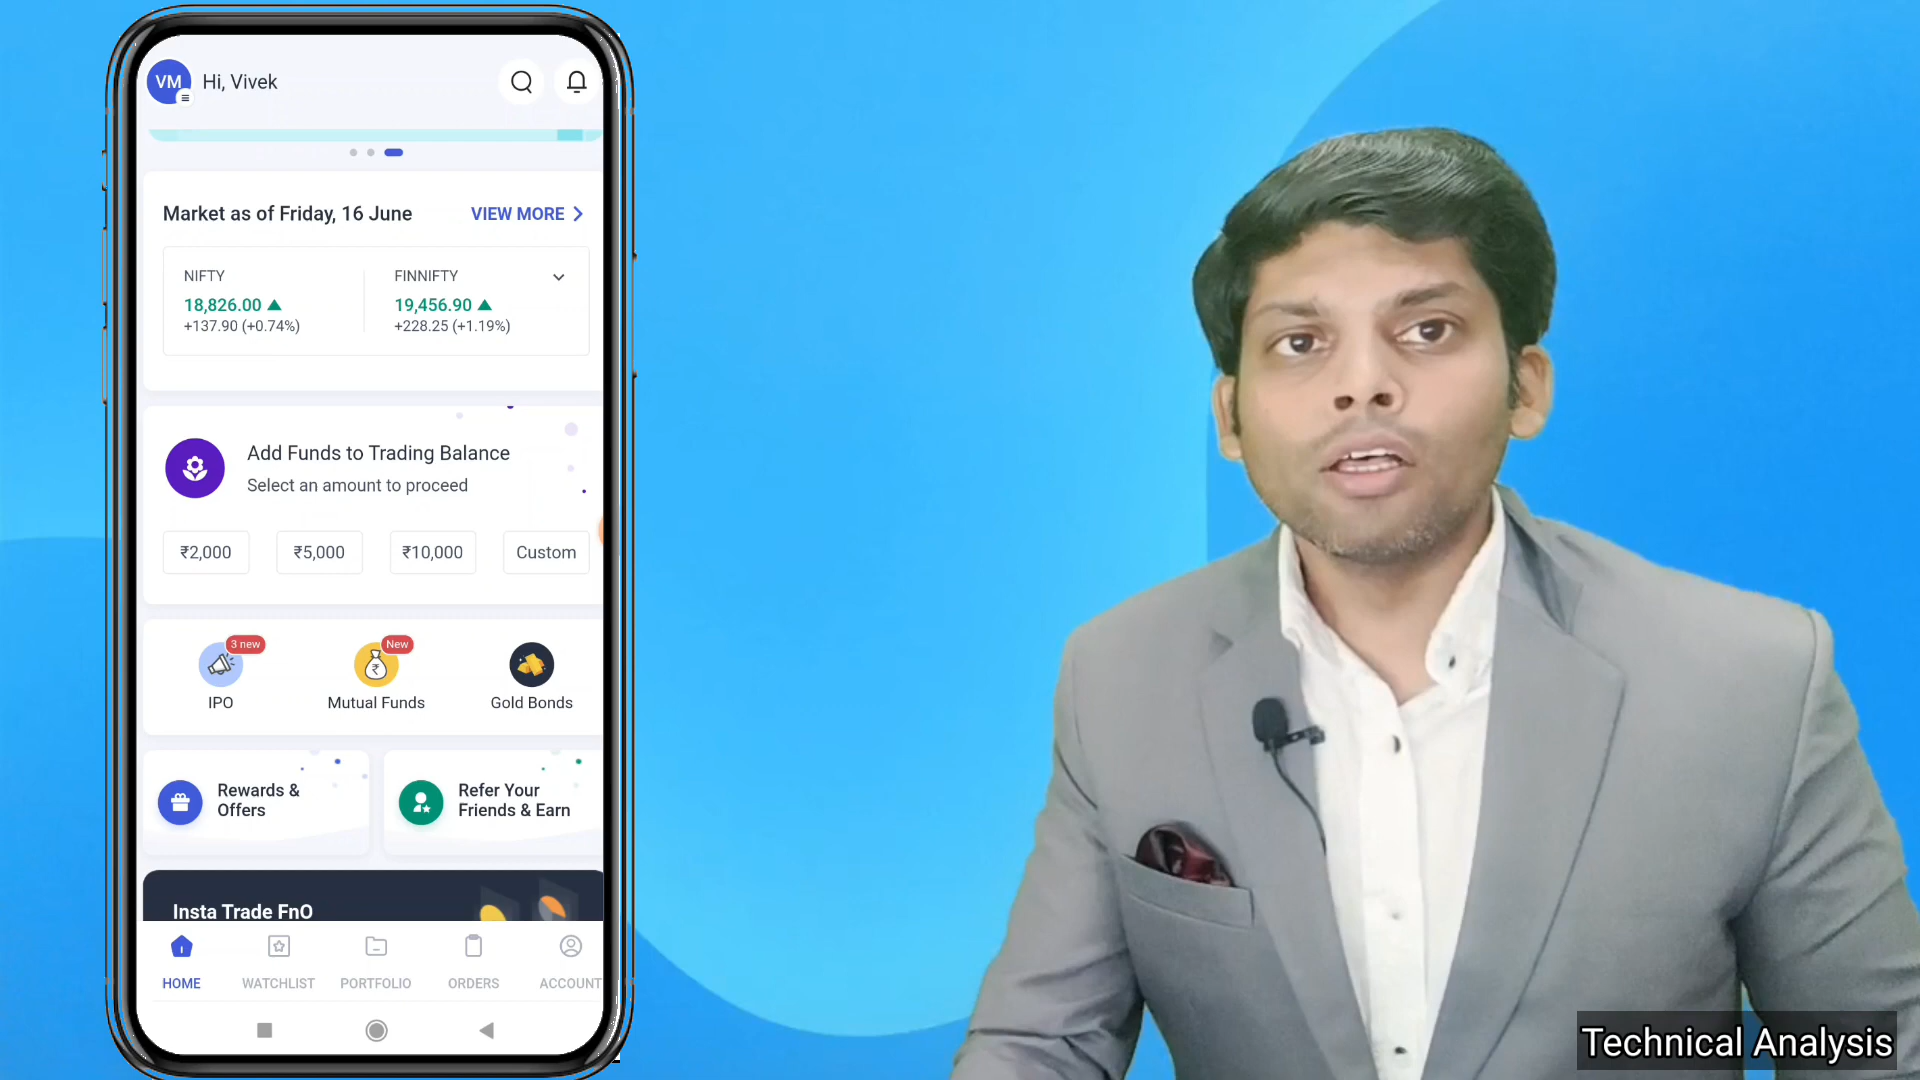 VM
Hi, Vivek
Market as of Friday, 16 June
VIEW MORE
NIFTY
18,826.00
+137.90 (+0.74%)
FINNIFTY
19,456.90
+228.25 (+1.19%)
Add Funds to Trading Balance
Select an amount to proceed
₹2,000
₹5,000
₹10,000
Custom
3 new
IPO
New
Mutual Funds
Gold Bonds
Rewards &
Offers
Refer Your
Friends & Earn
Insta Trade FnO
HOME
WATCHLIST
PORTFOLIO
ORDERS
ACCOUNT
Technical Analysis